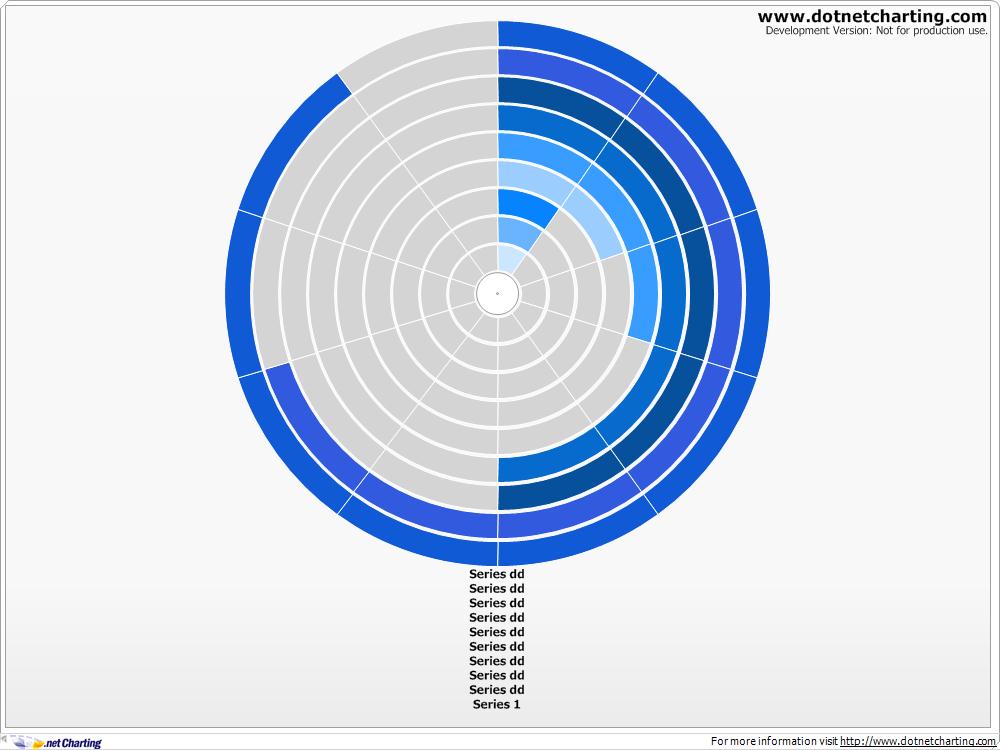 www.dotnetcharting.com
Development Version: Not for production use.
Series dd
Series dd
Series dd
Series dd
Series dd
Series dd
Series dd
Series dd
Series dd
Series 1
.net Charting
For more information visit http://www.dotnetcharting.com